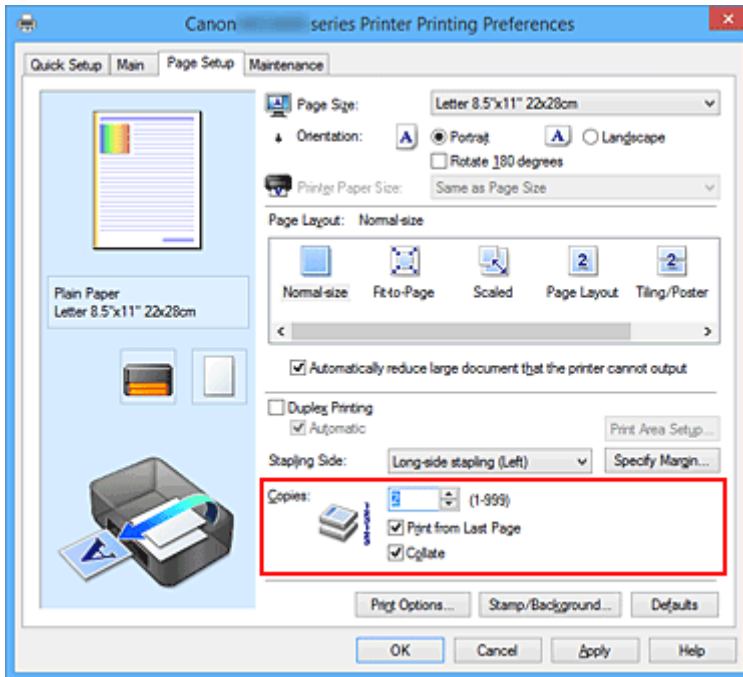 Canon series Printer Printing Preferences
Quick Setup Main Page Setup Maintenance
Page Size: Letter 8.5"x11" 22x28cm
Orientation: A Portrait A Landscape
Rotate 180 degrees
Printer Paper Size: Same as Page Size
Page Layout: Normal-size
2 2
Normal-size Fit-to-Page Scaled Page Layout Tiling/Poster
Plain Paper
Letter 8.5"x11" 22x28cm
Automatically reduce large document that the printer cannot output
Duplex Printing
Automatic Print Area Setup...
Stapling Side: Long-side stapling (Left) Specify Margin...
Copies: 2 (1-999)
Print from Last Page
Collate
A
Print Options... Stamp/Background... Defaults
OK Cancel Apply Help